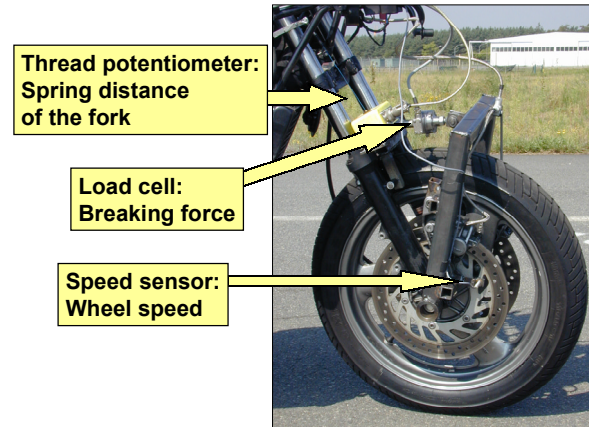 Thread potentiometer:
Spring distance
of the fork
Load cell:
Breaking force
Speed sensor:
Wheel speed